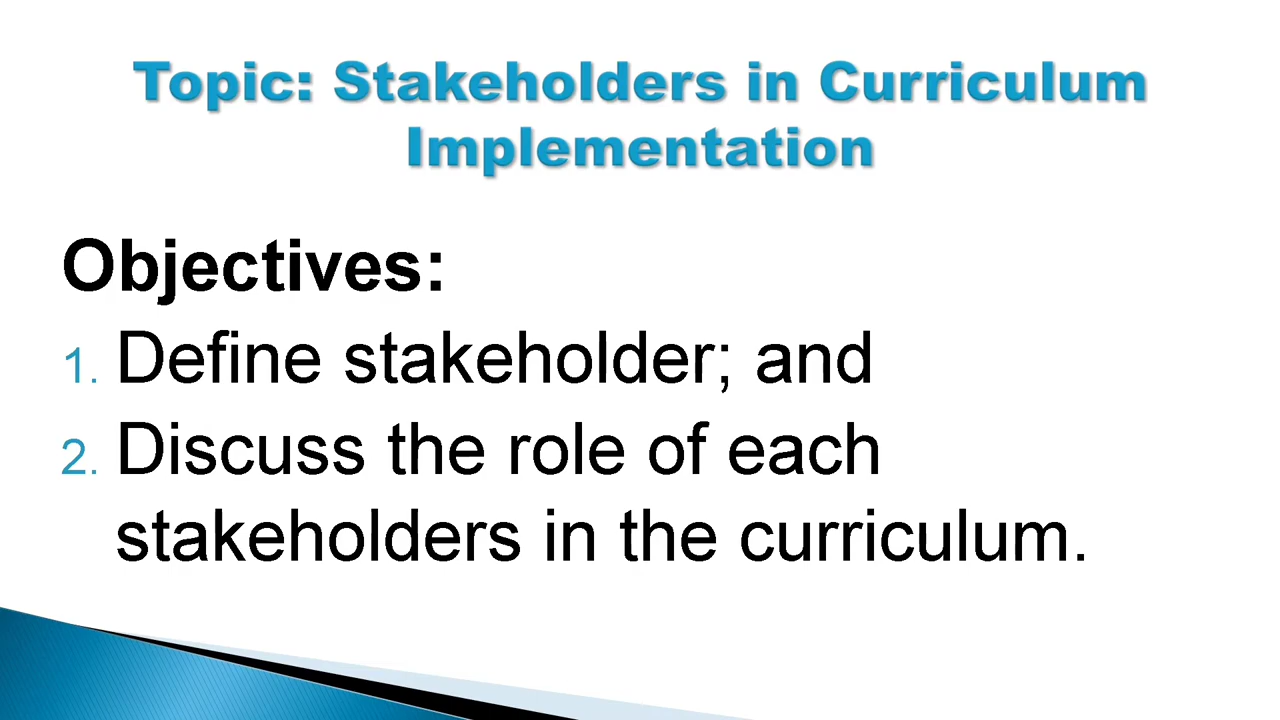 Topic: Stakeholders in Curriculum
Implementation
Objectives:
1. Define stakeholder; and
2. Discuss the role of each
stakeholders in the curriculum.